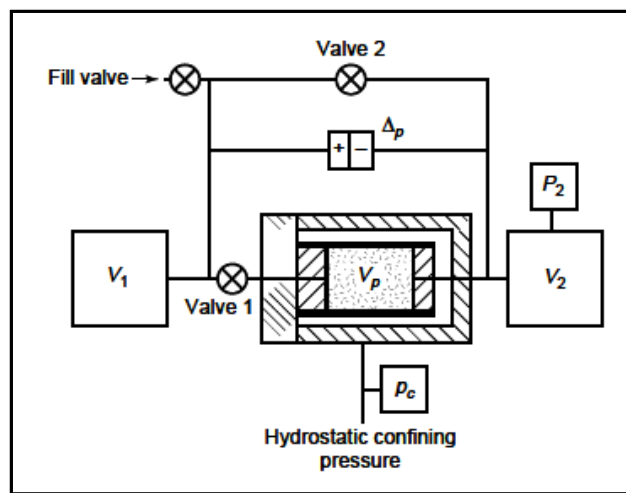 Valve 2
Fill valve→
Δp
+ −
P2
V1
Vp
V2
Valve 1
pc
Hydrostatic confining
pressure